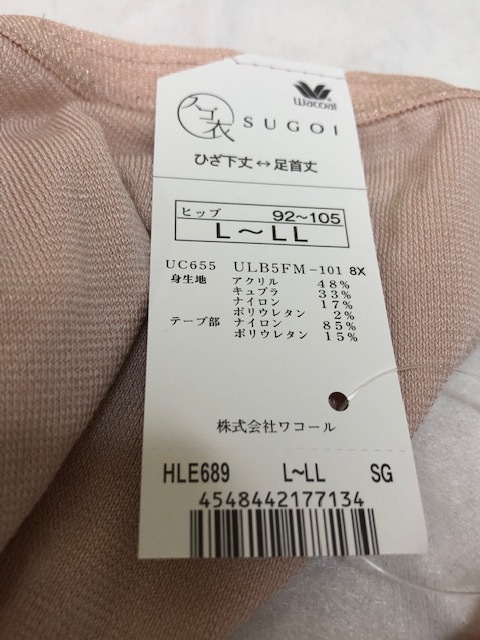 Wacoal
スゴ衣 SUGOI
ひざ下丈↔足首丈
ヒップ 92~105
L~LL
UC655 ULB5FM-101 8X
身生地 アクリル 48%
キュプラ 33%
ナイロン 17%
ポリウレタン 2%
テープ部 ナイロン 85%
ポリウレタン 15%
株式会社ワコール
HLE689 L~LL SG
4548442177134